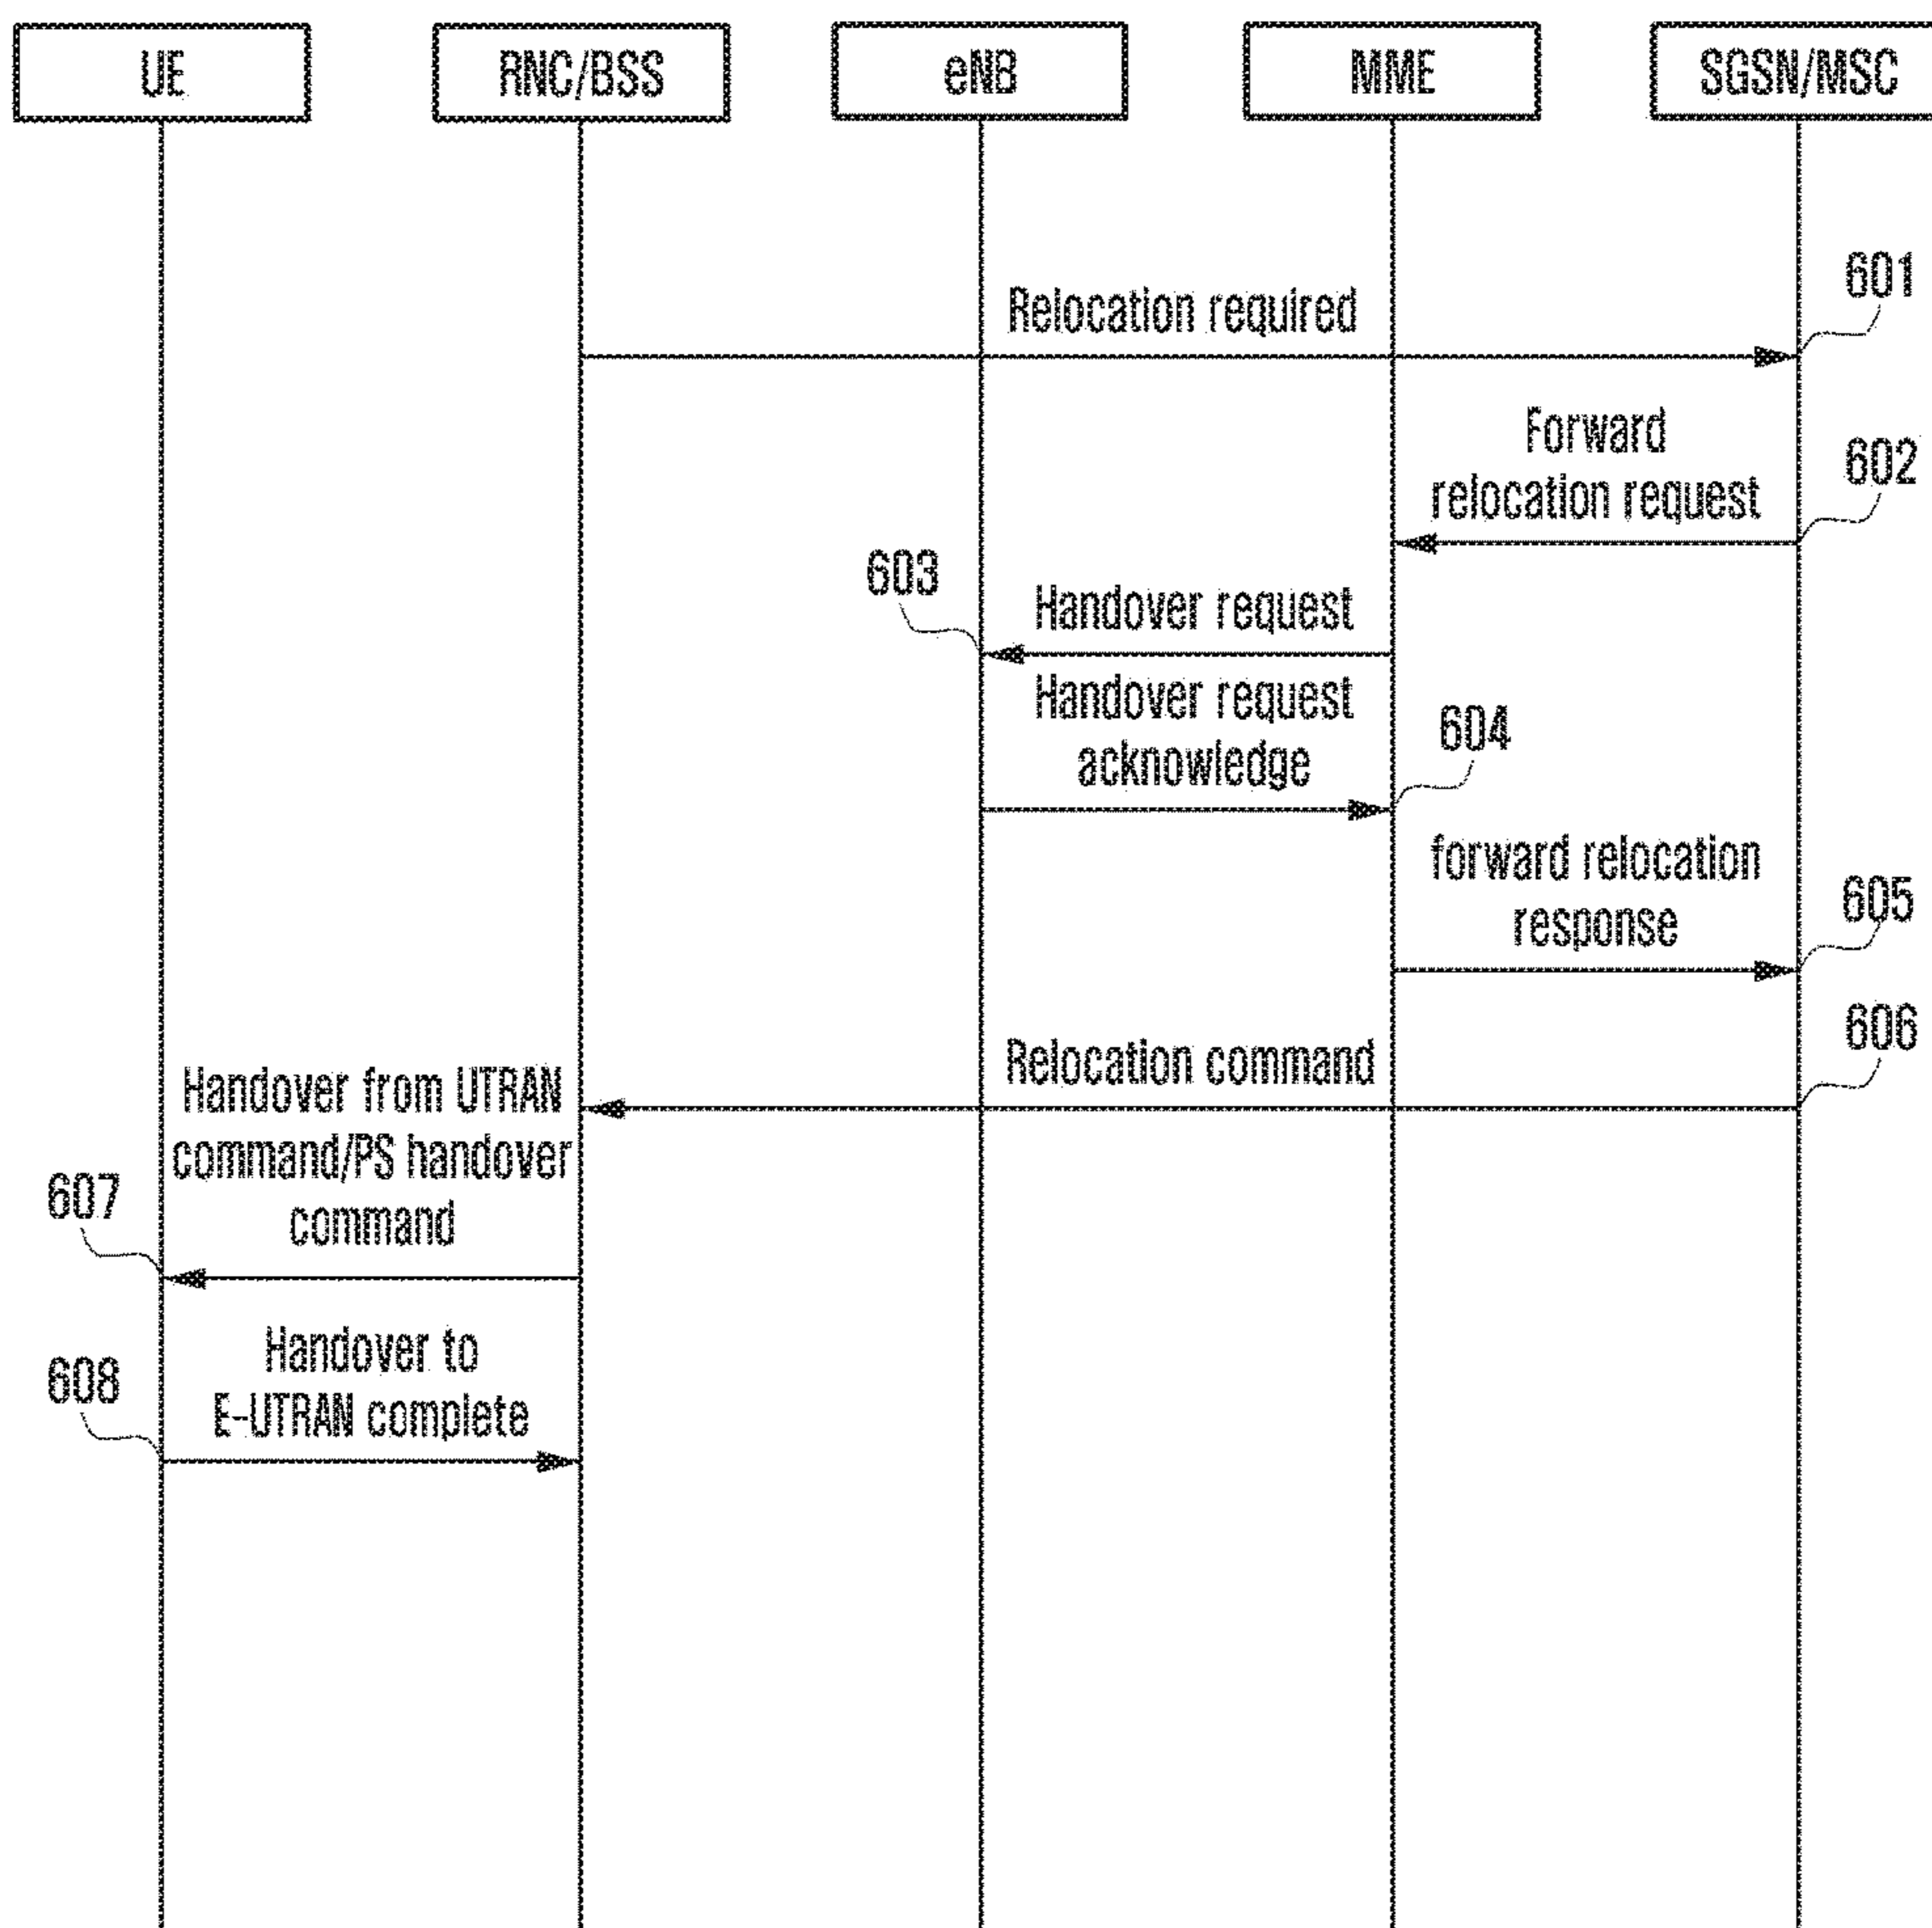 UE
RNC/BSS
eNB
MME
SGSN/MSC
601
Relocation required
602
Forward
relocation request
603
Handover request
604
Handover request
acknowledge
605
forward relocation
response
606
Relocation command
607
Handover from UTRAN
command/PS handover
command
608
Handover to
E-UTRAN complete